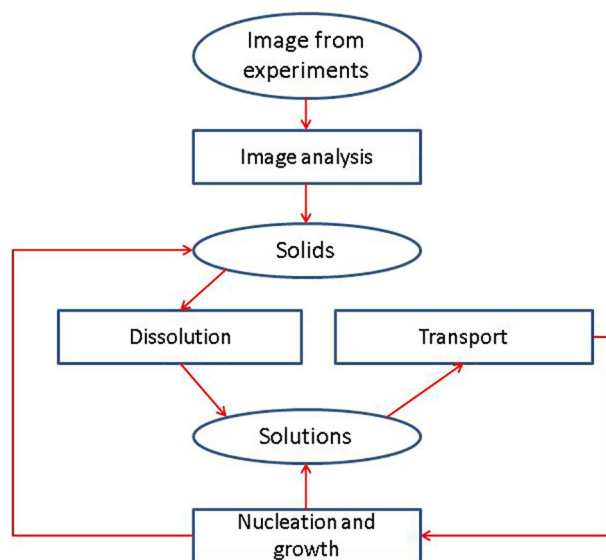 Image from
experiments
Image analysis
Solids
Dissolution
Transport
Solutions
Nucleation and
growth